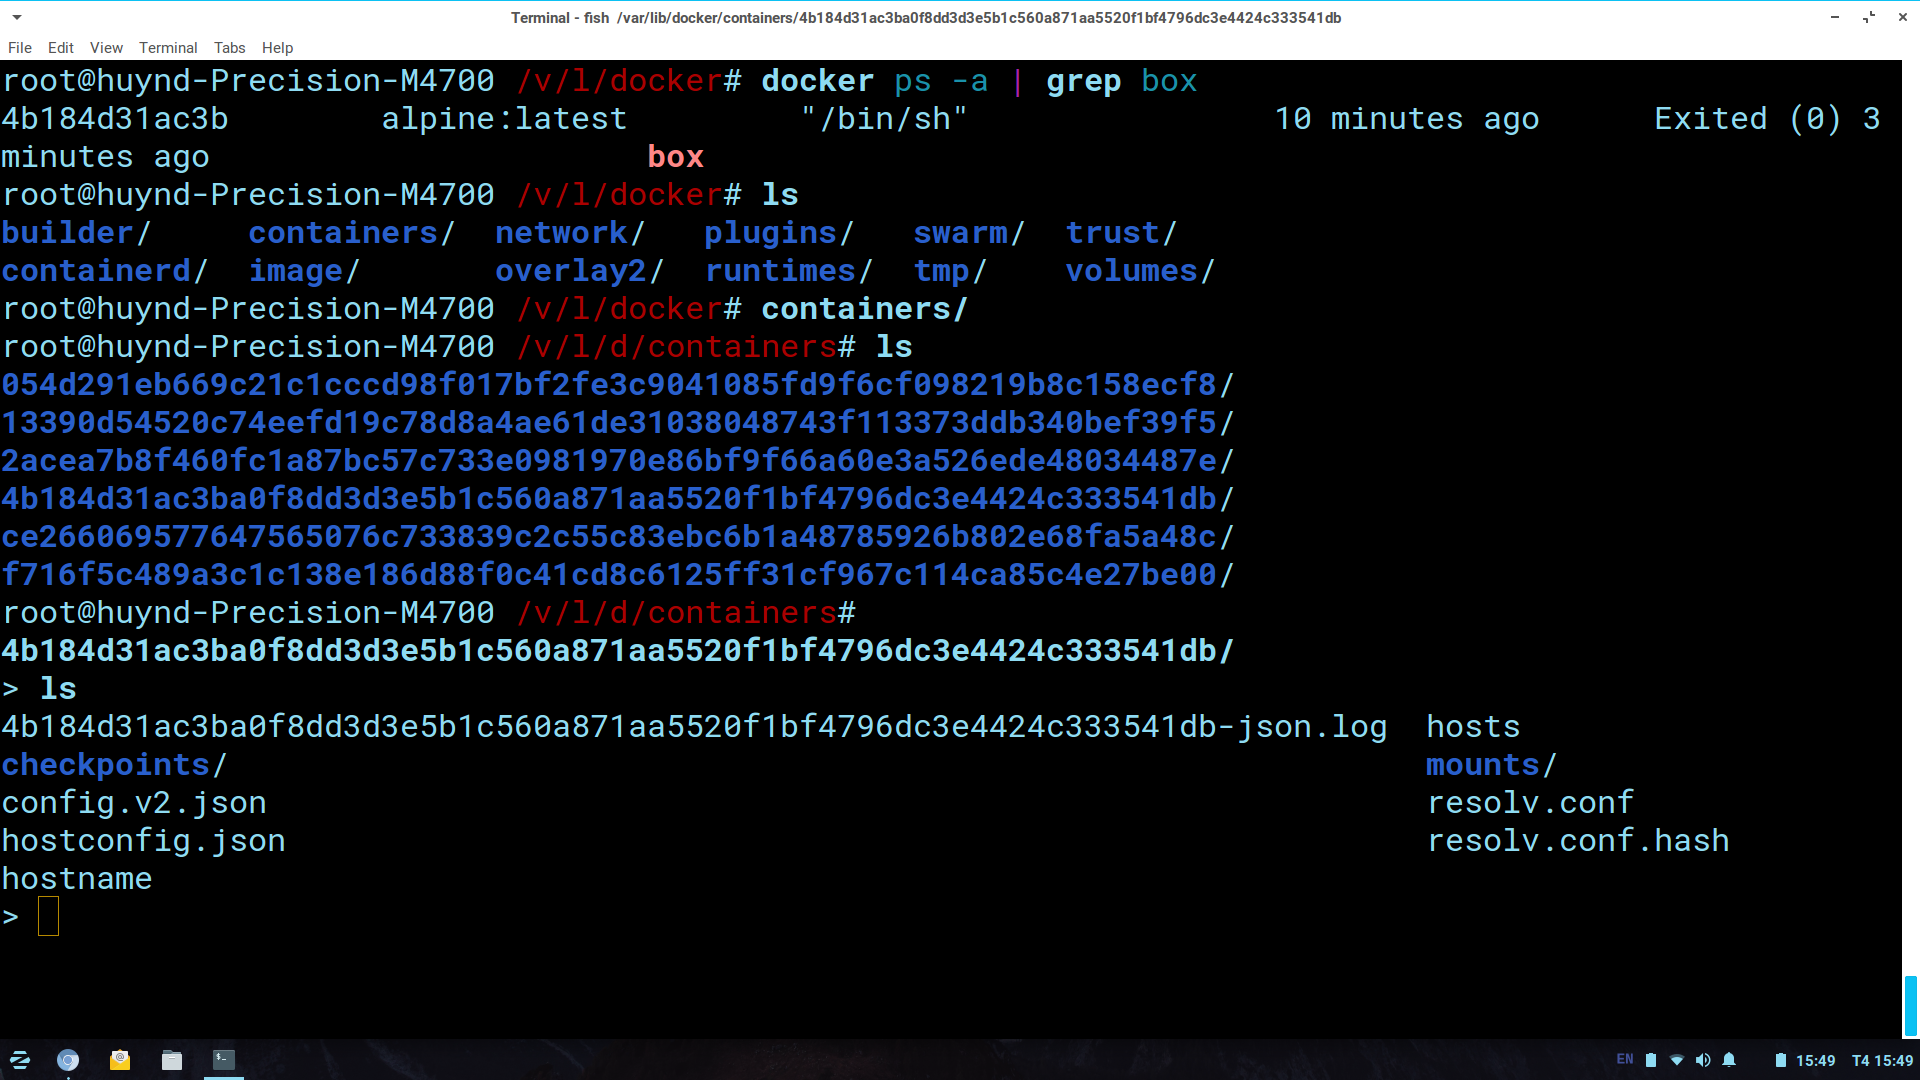 Terminal - fish /var/lib/docker/containers/4b184d31ac3ba0f8dd3d3e5b1c560a871aa5520f1bf4796dc3e4424c333541db
File Edit View Terminal Tabs Help
root@huynd-Precision-M4700 /v/l/docker# docker ps -a | grep box
4b184d31ac3b alpine:latest "/bin/sh" 10 minutes ago Exited (0) 3
minutes ago box
root@huynd-Precision-M4700 /v/l/docker# ls
builder/ containers/ network/ plugins/ swarm/ trust/
containerd/ image/ overlay2/ runtimes/ tmp/ volumes/
root@huynd-Precision-M4700 /v/l/docker# containers/
root@huynd-Precision-M4700 /v/l/d/containers# ls
054d291eb669c21c1cccd98f017bf2fe3c9041085fd9f6cf098219b8c158ecf8/
13390d54520c74eefd19c78d8a4ae61de31038048743f113373ddb340bef39f5/
2acea7b8f460fc1a87bc57c733e0981970e86bf9f66a60e3a526ede48034487e/
4b184d31ac3ba0f8dd3d3e5b1c560a871aa5520f1bf4796dc3e4424c333541db/
ce266069577647565076c733839c2c55c83ebc6b1a48785926b802e68fa5a48c/
f716f5c489a3c1c138e186d88f0c41cd8c6125ff31cf967c114ca85c4e27be00/
root@huynd-Precision-M4700 /v/l/d/containers#
4b184d31ac3ba0f8dd3d3e5b1c560a871aa5520f1bf4796dc3e4424c333541db/
> ls
4b184d31ac3ba0f8dd3d3e5b1c560a871aa5520f1bf4796dc3e4424c333541db-json.log hosts
checkpoints/ mounts/
config.v2.json resolv.conf
hostconfig.json resolv.conf.hash
hostname
>
EN 15:49 T4 15:49